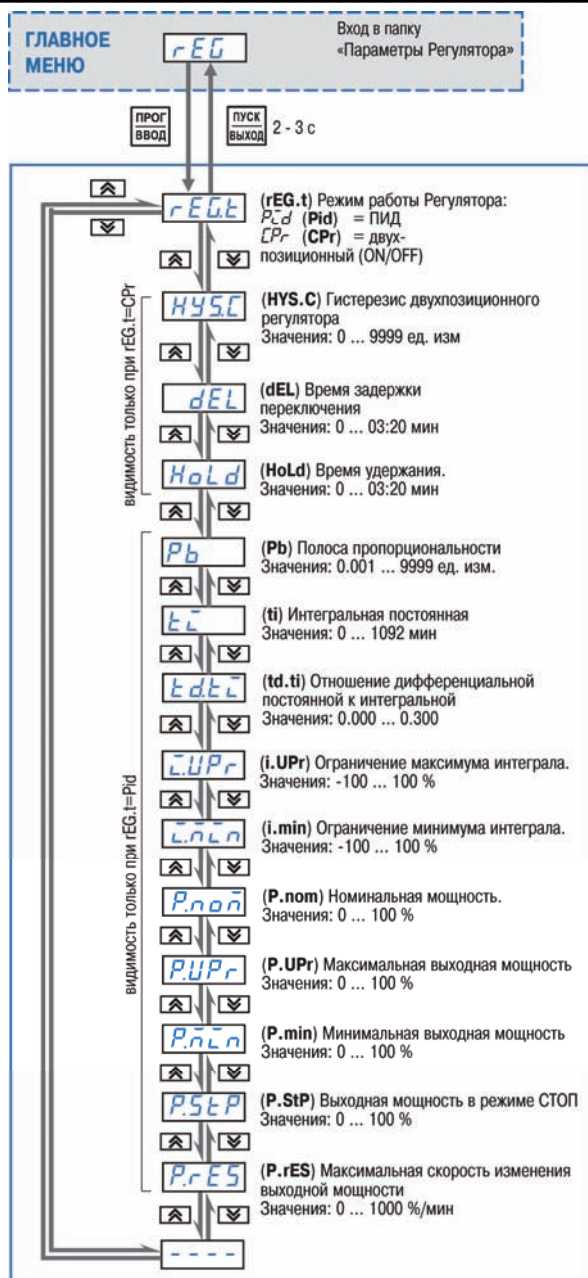 ГЛАВНОЕ
МЕНЮ
rEG
Вход в папку
«Параметры Регулятора»
ПРОГ
ВВОД
ПУСК
ВЫХОД
2 - 3 с
rEG.t
(rEG.t) Режим работы Регулятора:
Pid (Pid) = ПИД
CPr (CPr) = двух-
позиционный (ON/OFF)
видимость только при rEG.t=CPr
HYS.C
(HYS.C) Гистерезис двухпозиционного
регулятора
Значения: 0 ... 9999 ед. изм
dEL
(dEL) Время задержки
переключения
Значения: 0 ... 03:20 мин
HoLd
(HoLd) Время удержания.
Значения: 0 ... 03:20 мин
видимость только при rEG.t=Pid
Pb
(Pb) Полоса пропорциональности
Значения: 0.001 ... 9999 ед. изм.
ti
(ti) Интегральная постоянная
Значения: 0 ... 1092 мин
td.ti
(td.ti) Отношение дифференциальной
постоянной к интегральной
Значения: 0.000 ... 0.300
i.UPr
(i.UPr) Ограничение максимума интеграла.
Значения: -100 ... 100 %
i.min
(i.min) Ограничение минимума интеграла.
Значения: -100 ... 100 %
P.nom
(P.nom) Номинальная мощность.
Значения: 0 ... 100 %
P.UPr
(P.UPr) Максимальная выходная мощность
Значения: 0 ... 100 %
P.min
(P.min) Минимальная выходная мощность
Значения: 0 ... 100 %
P.StP
(P.StP) Выходная мощность в режиме СТОП
Значения: 0 ... 100 %
P.rES
(P.rES) Максимальная скорость изменения
выходной мощности
Значения: 0 ... 1000 %/мин
- - - -